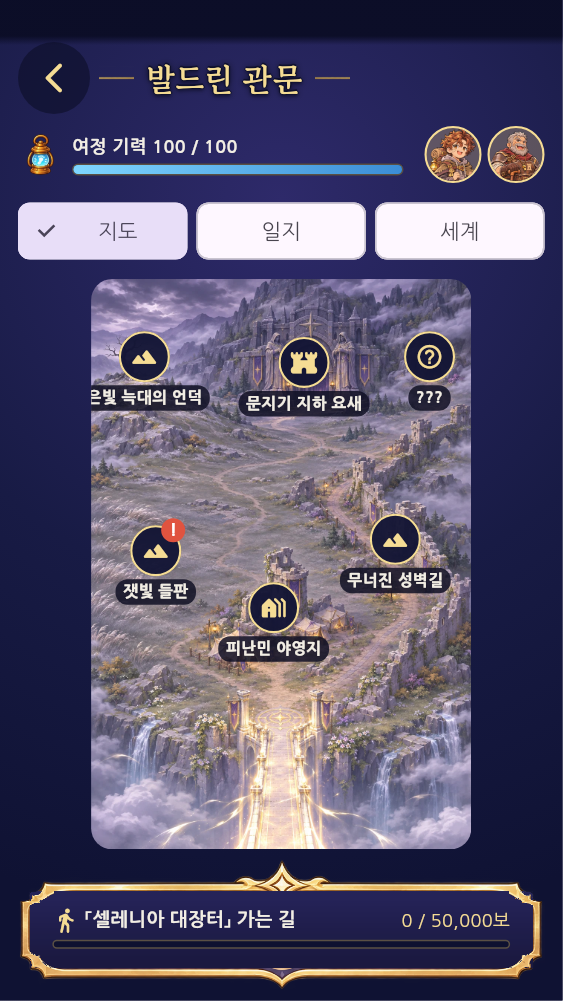 발드린 관문
여정 기력 100 / 100
지도
일지
세계
은빛 늑대의 언덕
문지기 지하 요새
???
잿빛 들판
무너진 성벽길
피난민 야영지
「셀레니아 대장터」 가는 길
0 / 50,000보